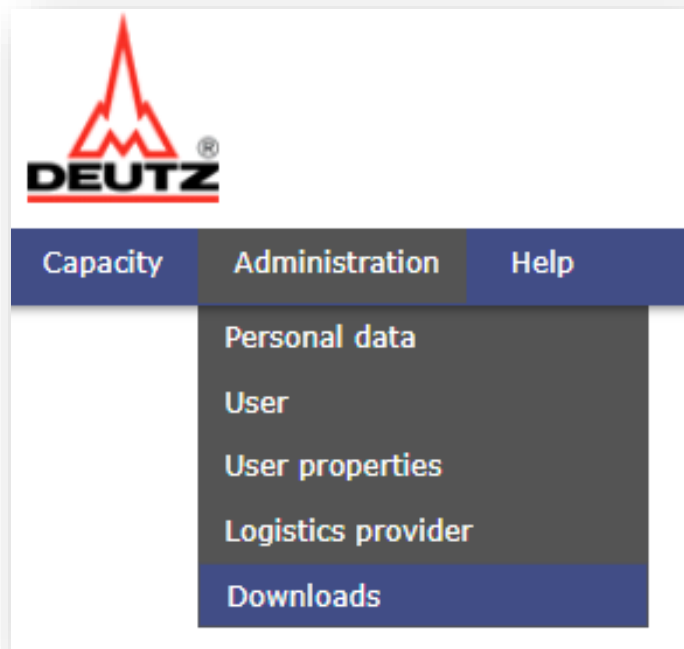 DEUTZ ®
Capacity Administration Help
Personal data
User
User properties
Logistics provider
Downloads